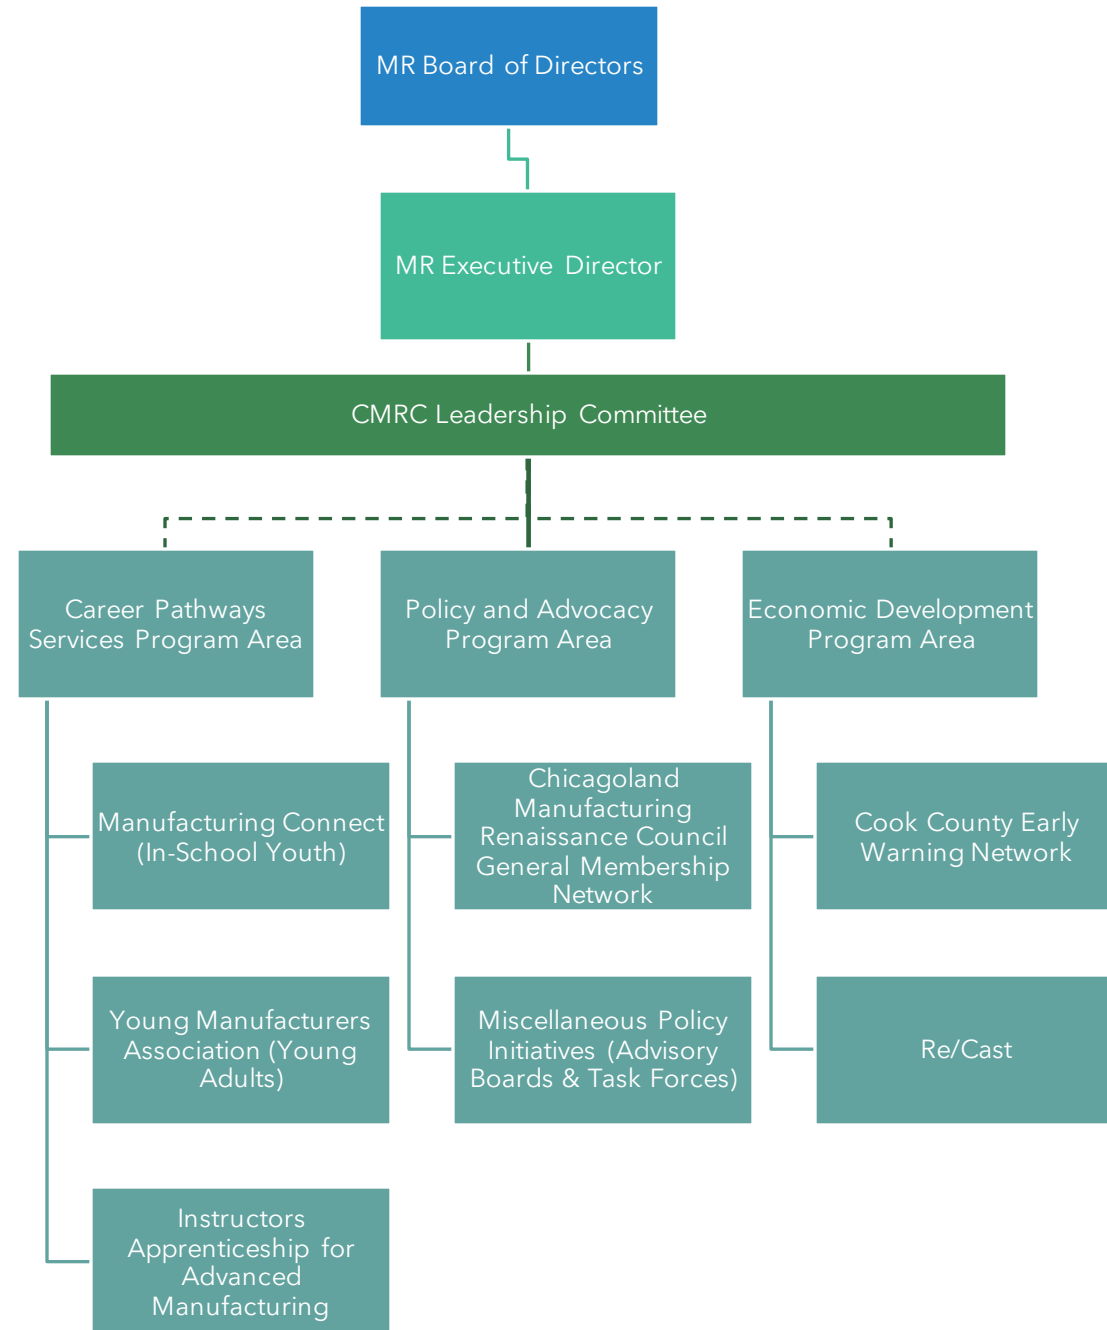 MR Board of Directors
MR Executive Director
CMRC Leadership Committee
Career Pathways
Services Program Area
Policy and Advocacy
Program Area
Economic Development
Program Area
Manufacturing Connect
(In-School Youth)
Chicagoland
Manufacturing
Renaissance Council
General Membership
Network
Cook County Early
Warning Network
Young Manufacturers
Association (Young
Adults)
Miscellaneous Policy
Initiatives (Advisory
Boards & Task Forces)
Re/Cast
Instructors
Apprenticeship for
Advanced
Manufacturing